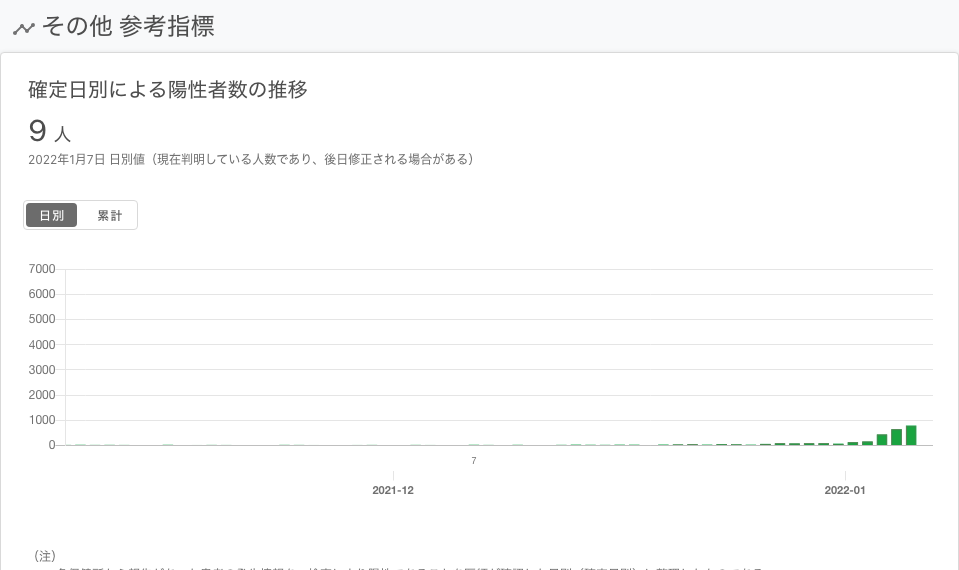 その他 参考指標
確定日別による陽性者数の推移
9 人
2022年1月7日 日別値（現在判明している人数であり、後日修正される場合がある）
日別 累計
7000
6000
5000
4000
3000
2000
1000
0
7
2021-12 2022-01
（注）